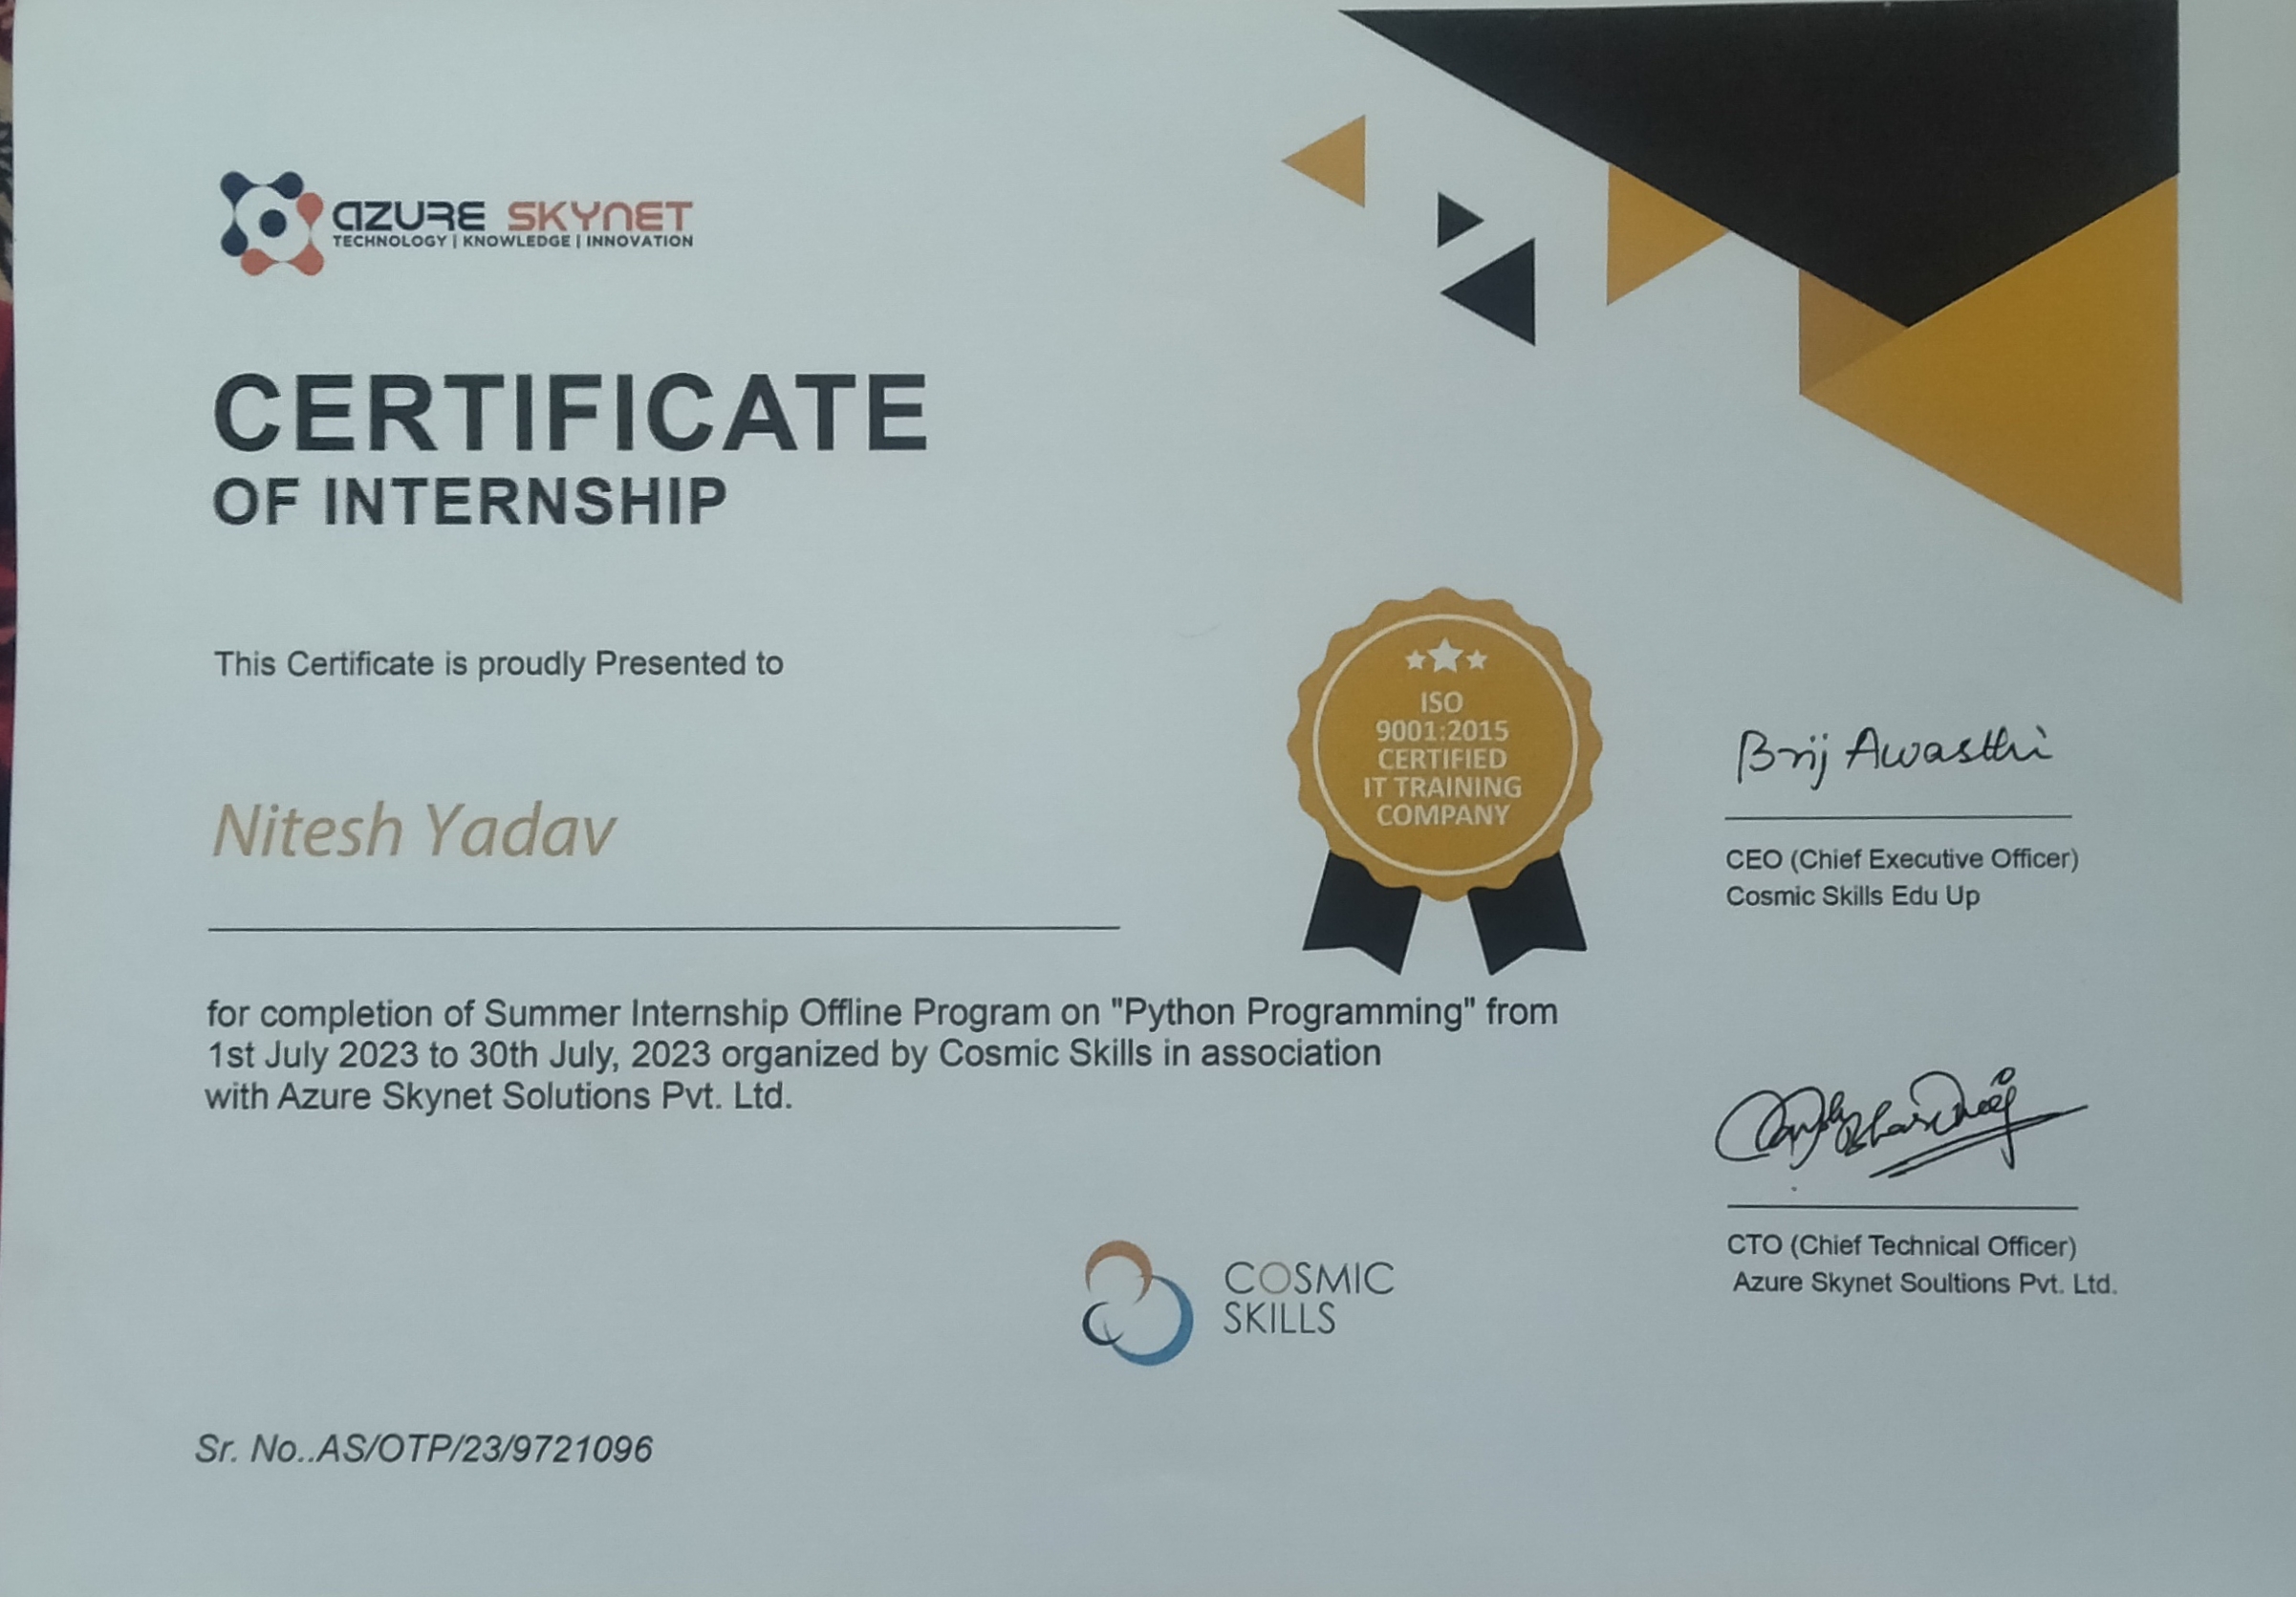 AZURE SKYNET
TECHNOLOGY | KNOWLEDGE | INNOVATION
CERTIFICATE
OF INTERNSHIP
This Certificate is proudly Presented to
Nitesh Yadav
ISO
9001:2015
CERTIFIED
IT TRAINING
COMPANY
Brij Awasthi
CEO (Chief Executive Officer)
Cosmic Skills Edu Up
for completion of Summer Internship Offline Program on "Python Programming" from
1st July 2023 to 30th July, 2023 organized by Cosmic Skills in association
with Azure Skynet Solutions Pvt. Ltd.
CTO (Chief Technical Officer)
Azure Skynet Soultions Pvt. Ltd.
COSMIC
SKILLS
Sr. No..AS/OTP/23/9721096